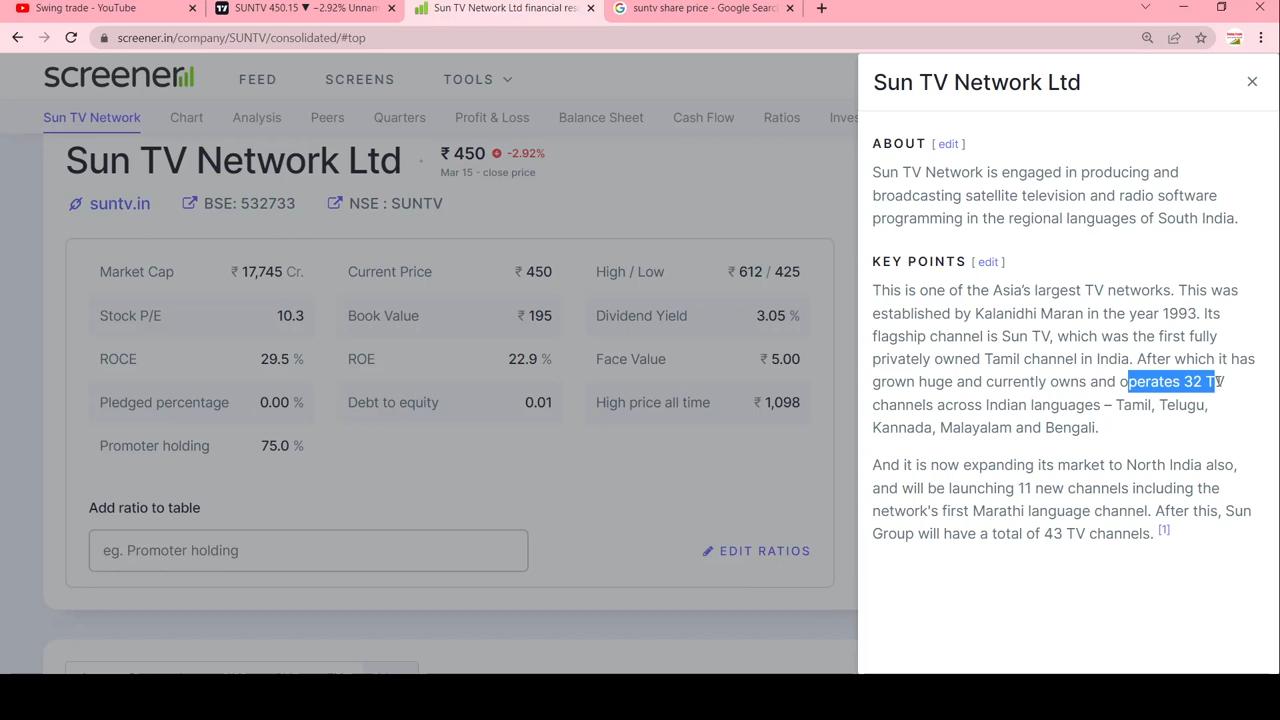 Swing trade - YouTube
SUNTV 450.15 ▼ −2.92% Unnam
Sun TV Network Ltd financial res
suntv share price - Google Searc
screener.in/company/SUNTV/consolidated/#top
screener
FEED SCREENS TOOLS
Sun TV Network Chart Analysis Peers Quarters Profit & Loss Balance Sheet Cash Flow Ratios Inves
Sun TV Network Ltd
₹ 450 -2.92%
Mar 15 - close price
suntv.in BSE: 532733 NSE : SUNTV
Market Cap ₹ 17,745 Cr. Current Price ₹ 450 High / Low ₹ 612 / 425
Stock P/E 10.3 Book Value ₹ 195 Dividend Yield 3.05 %
ROCE 29.5 % ROE 22.9 % Face Value ₹ 5.00
Pledged percentage 0.00 % Debt to equity 0.01 High price all time ₹ 1,098
Promoter holding 75.0 %
Add ratio to table
eg. Promoter holding
EDIT RATIOS
Sun TV Network Ltd
ABOUT [ edit ]
Sun TV Network is engaged in producing and
broadcasting satellite television and radio software
programming in the regional languages of South India.
KEY POINTS [ edit ]
This is one of the Asia's largest TV networks. This was
established by Kalanidhi Maran in the year 1993. Its
flagship channel is Sun TV, which was the first fully
privately owned Tamil channel in India. After which it has
grown huge and currently owns and operates 32 TV
channels across Indian languages – Tamil, Telugu,
Kannada, Malayalam and Bengali.
And it is now expanding its market to North India also,
and will be launching 11 new channels including the
network's first Marathi language channel. After this, Sun
Group will have a total of 43 TV channels. [1]